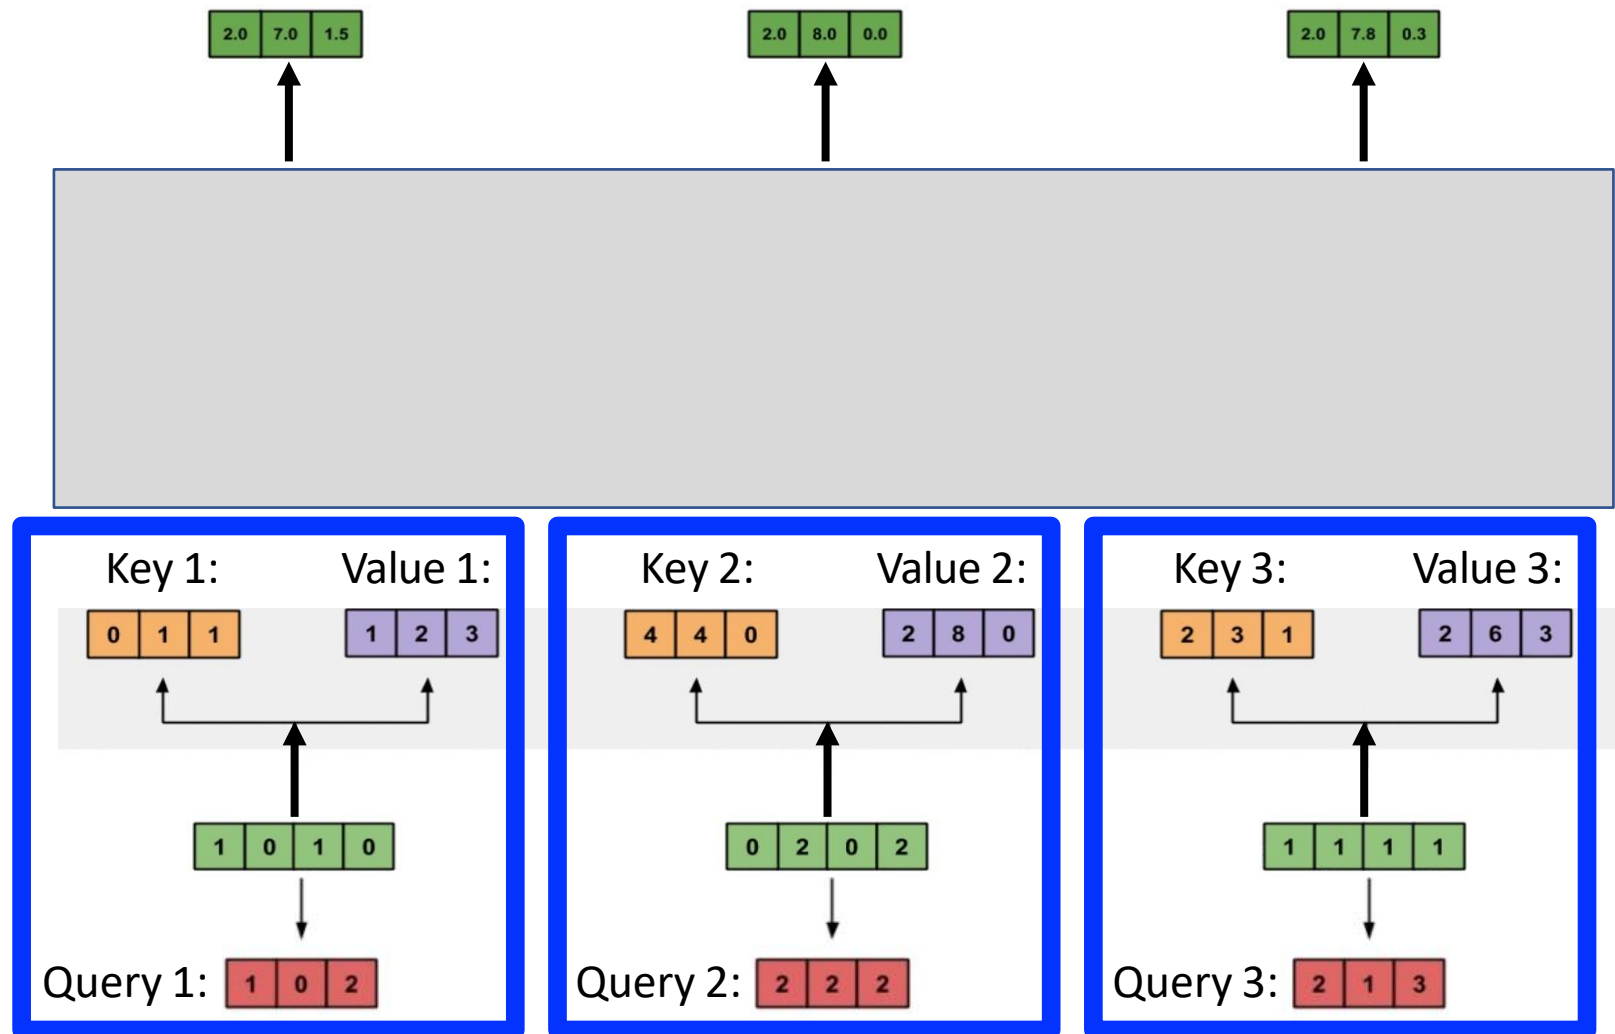 2.0 7.0 1.5 2.0 8.0 0.0 2.0 7.8 0.3
Key 1: Value 1: Key 2: Value 2: Key 3: Value 3:
0 1 1 1 2 3 4 4 0 2 8 0 2 3 1 2 6 3
1 0 1 0 0 2 0 2 1 1 1 1
Query 1: 1 0 2 Query 2: 2 2 2 Query 3: 2 1 3